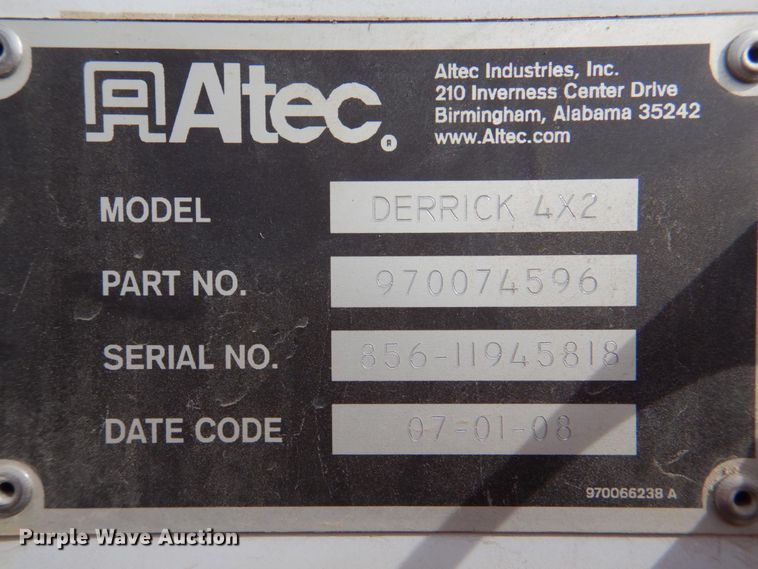 Altec®
Altec Industries, Inc.
210 Inverness Center Drive
Birmingham, Alabama 35242
www.Altec.com
MODEL DERRICK 4X2
PART NO. 970074596
SERIAL NO. 856-11945818
DATE CODE 07-01-08
970066238 A
Purple Wave Auction